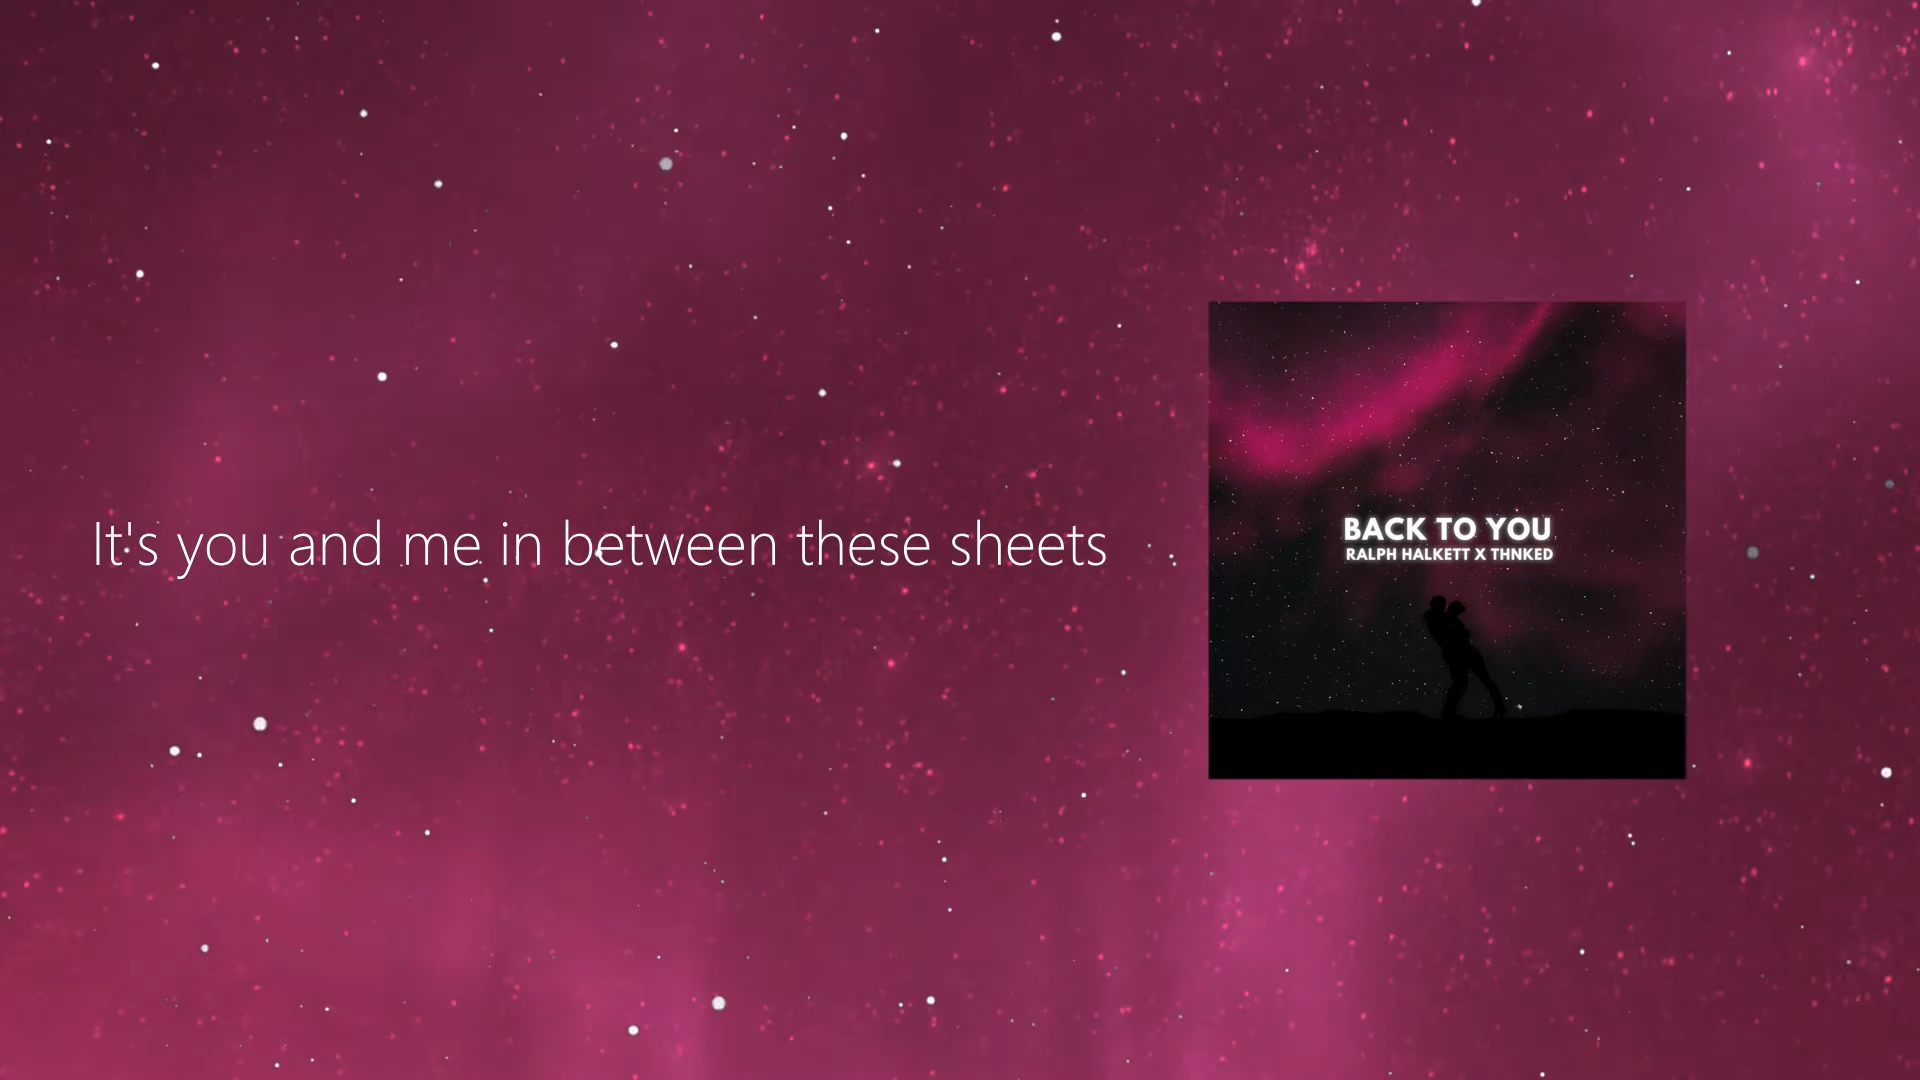 It's you and me in between these sheets
BACK TO YOU
RALPH HALKETT X THNKED